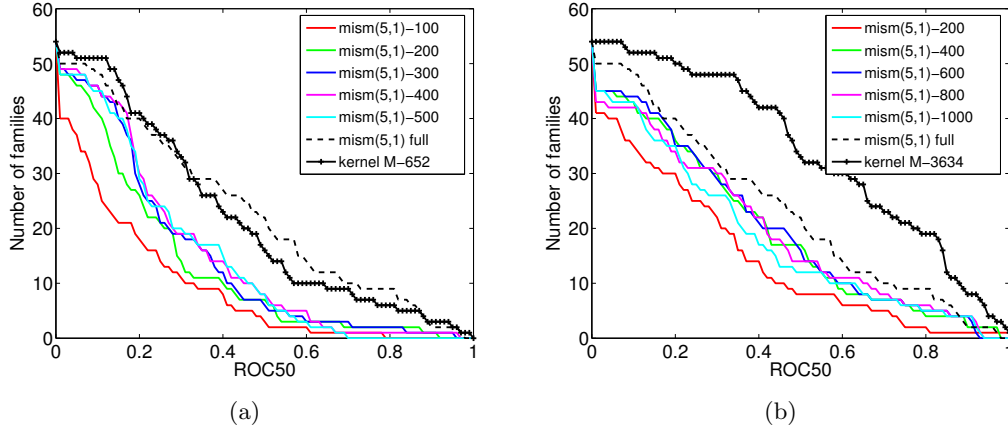 60
50
40
30
20
10
0
Number of families
0
0.2
0.4
0.6
0.8
1
ROC50
mism(5,1)−100
mism(5,1)−200
mism(5,1)−300
mism(5,1)−400
mism(5,1)−500
mism(5,1) full
kernel M−652
(a)
60
50
40
30
20
10
0
Number of families
0
0.2
0.4
0.6
0.8
ROC50
mism(5,1)−200
mism(5,1)−400
mism(5,1)−600
mism(5,1)−800
mism(5,1)−1000
mism(5,1) full
kernel M−3634
(b)